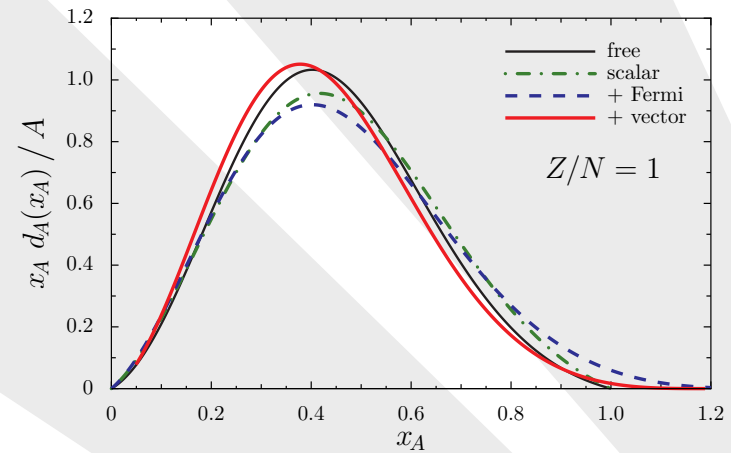 1.2
1.0
0.8
0.6
0.4
0.2
0
0
0.2
0.4
0.6
0.8
1.0
1.2
x_A d_A(x_A) / A
x_A
free
scalar
+ Fermi
+ vector
Z/N = 1